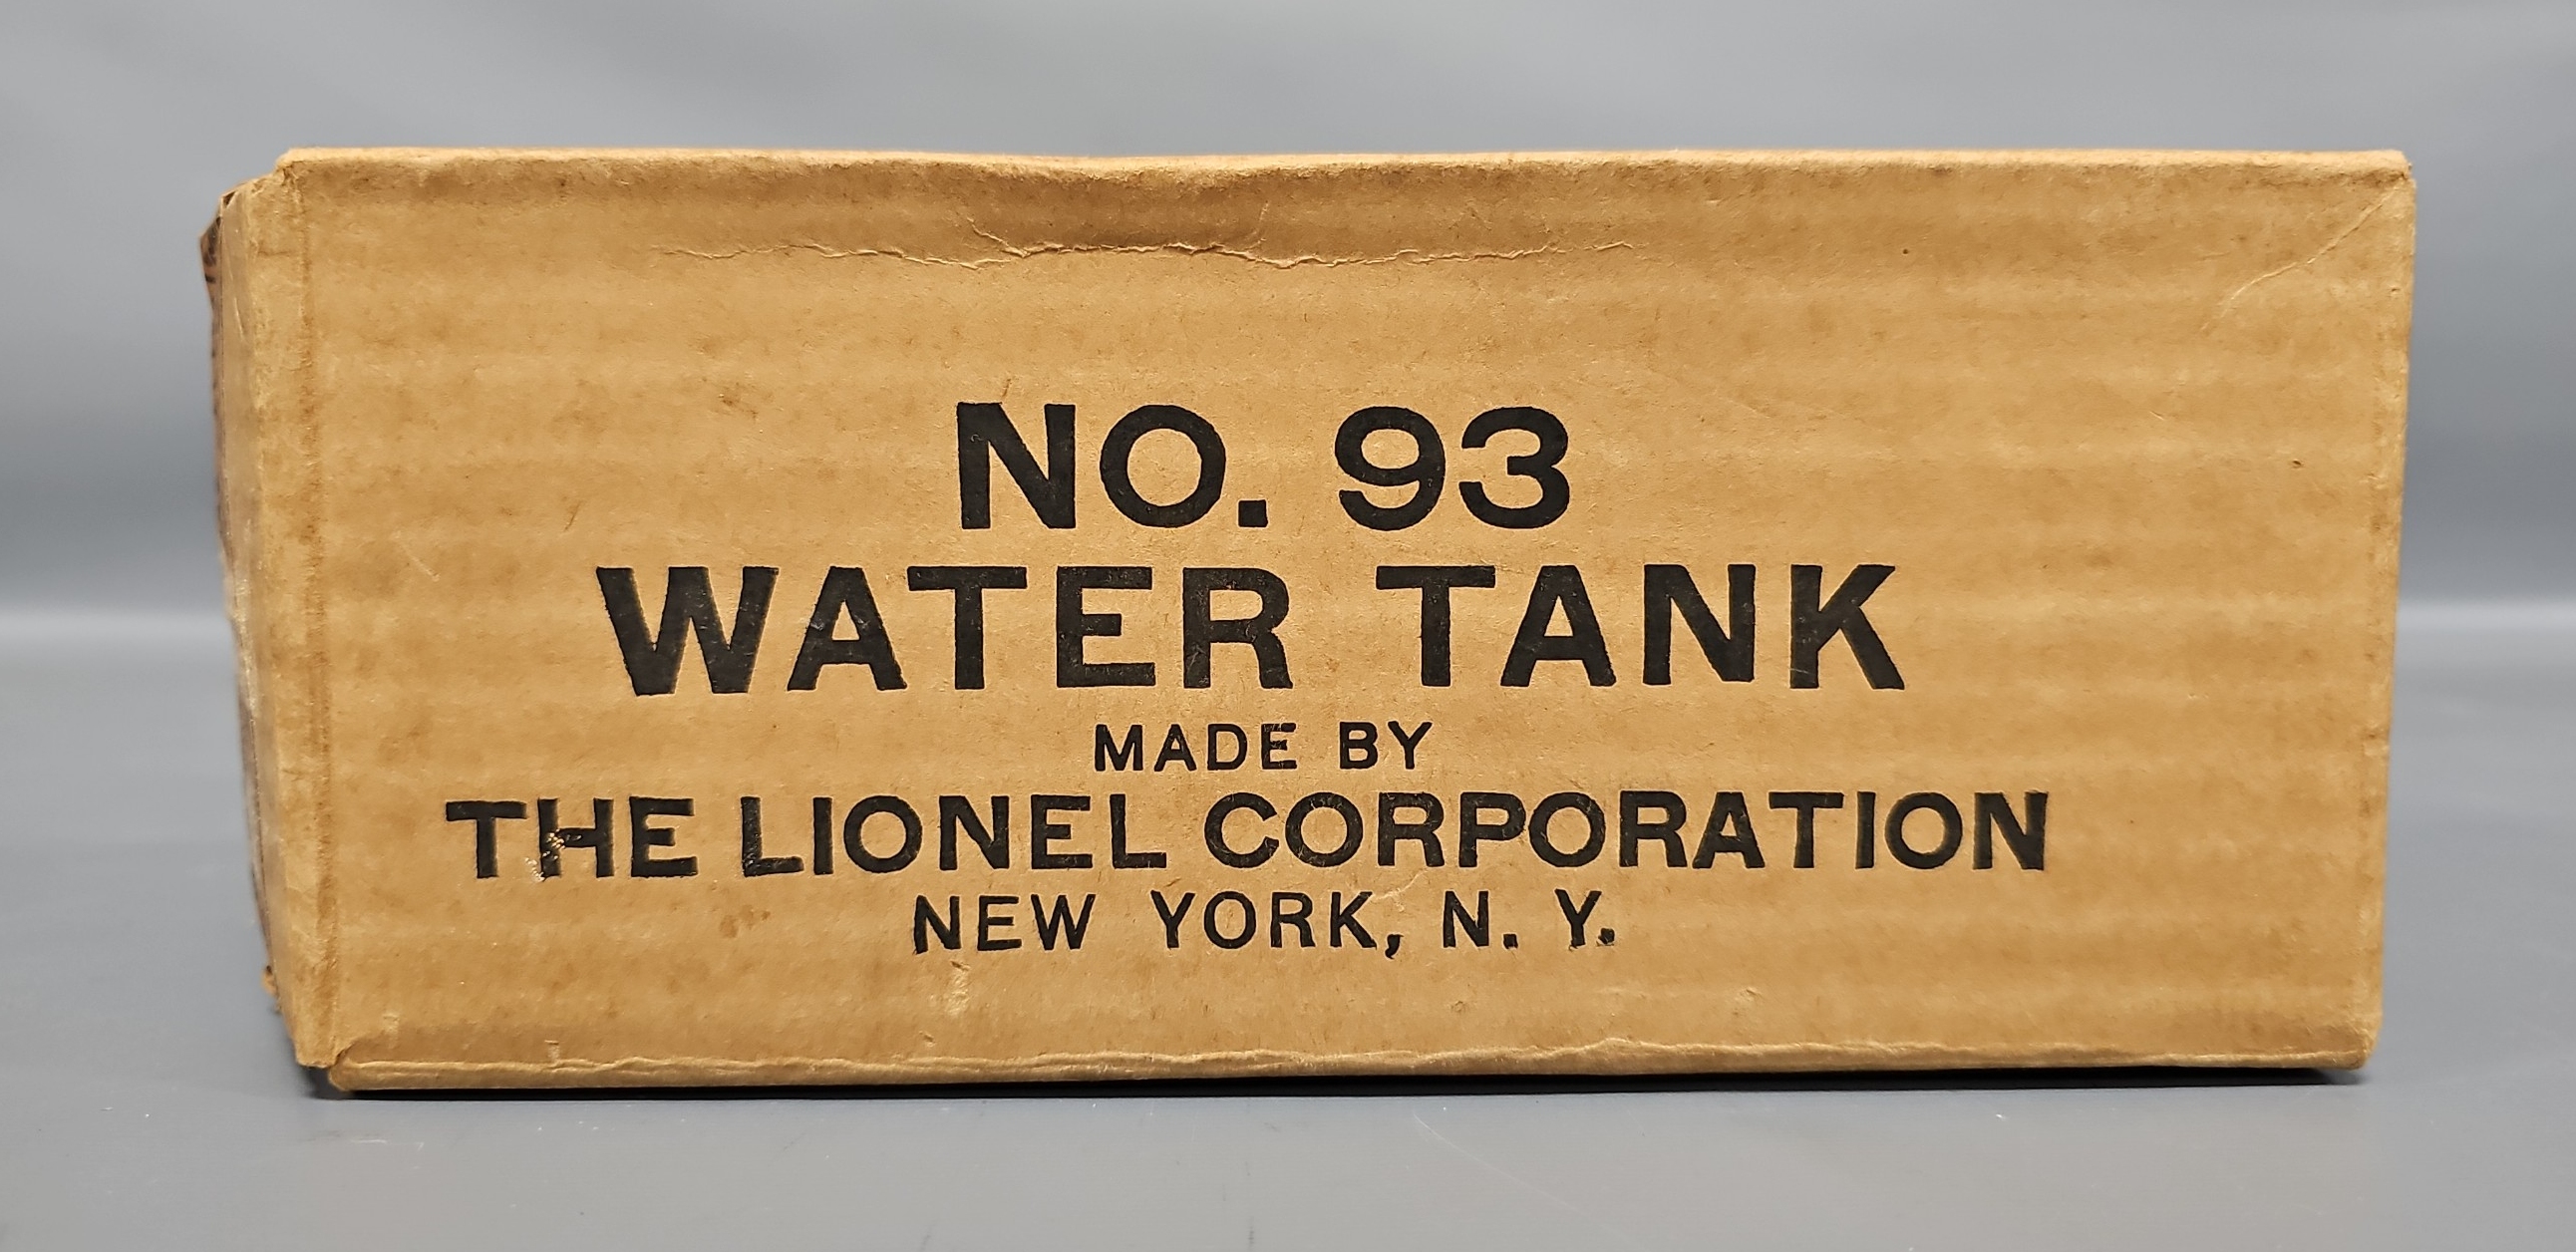 NO. 93
WATER TANK
MADE BY
THE LIONEL CORPORATION
NEW YORK, N. Y.